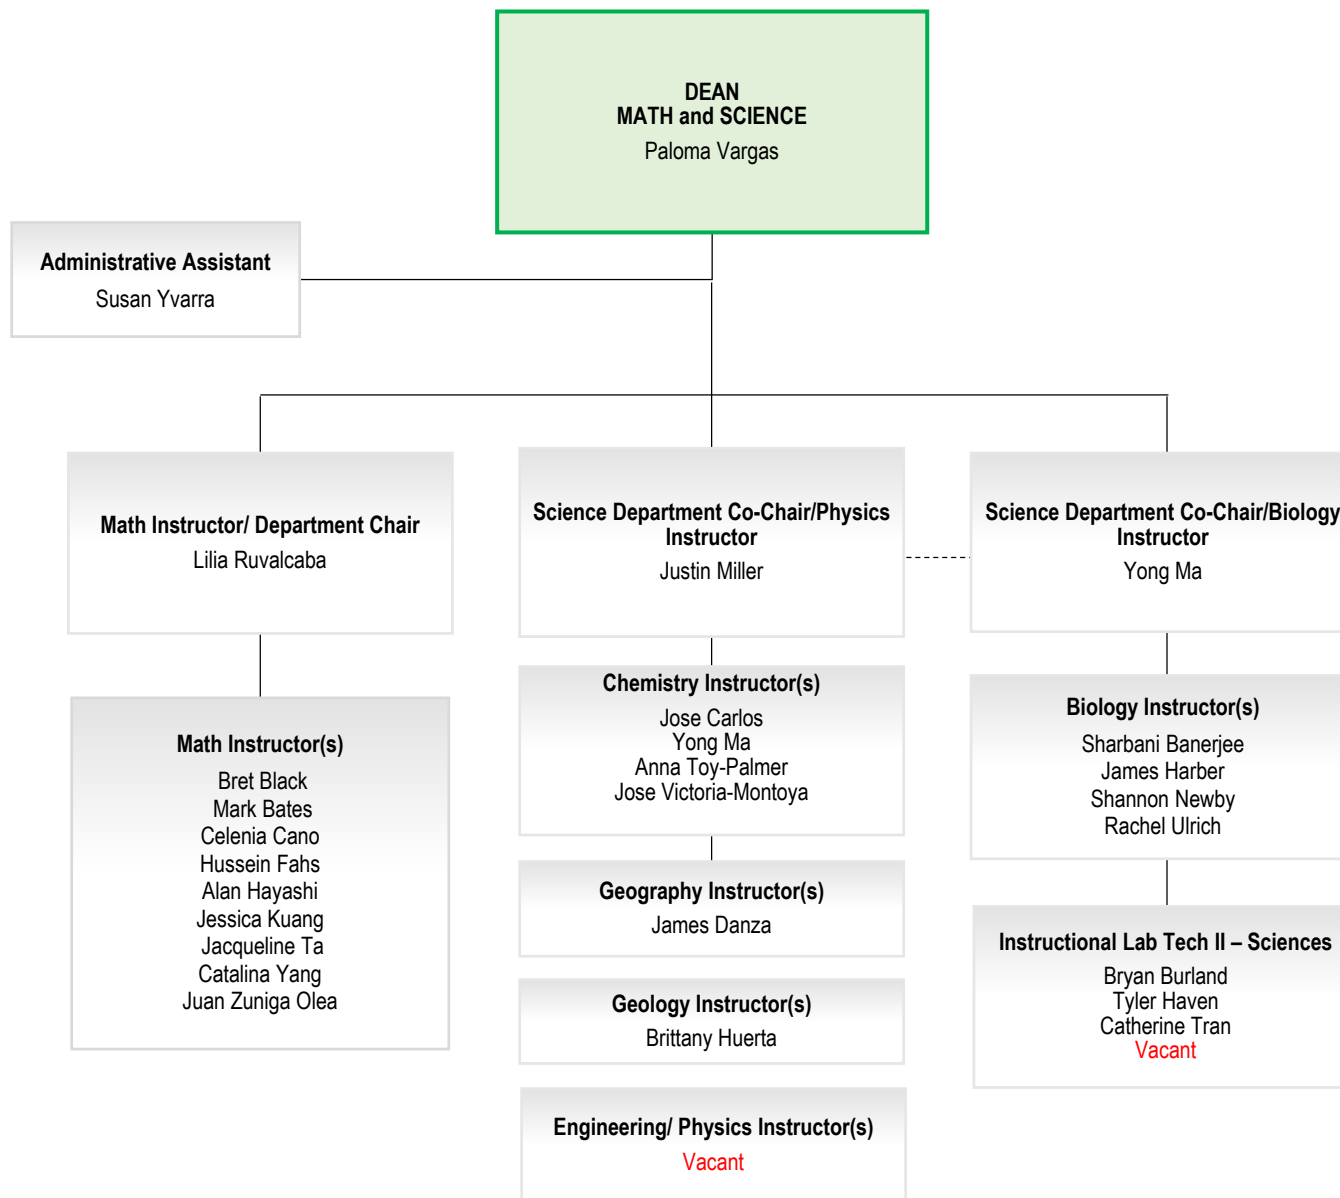 DEAN
MATH and SCIENCE
Paloma Vargas
Administrative Assistant
Susan Yvarra
Math Instructor/ Department Chair
Lilia Ruvalcaba
Science Department Co-Chair/Physics
Instructor
Justin Miller
Science Department Co-Chair/Biology
Instructor
Yong Ma
Math Instructor(s)
Bret Black
Mark Bates
Celenia Cano
Hussein Fahs
Alan Hayashi
Jessica Kuang
Jacqueline Ta
Catalina Yang
Juan Zuniga Olea
Chemistry Instructor(s)
Jose Carlos
Yong Ma
Anna Toy-Palmer
Jose Victoria-Montoya
Geography Instructor(s)
James Danza
Geology Instructor(s)
Brittany Huerta
Engineering/ Physics Instructor(s)
Vacant
Biology Instructor(s)
Sharbani Banerjee
James Harber
Shannon Newby
Rachel Ulrich
Instructional Lab Tech II – Sciences
Bryan Burland
Tyler Haven
Catherine Tran
Vacant